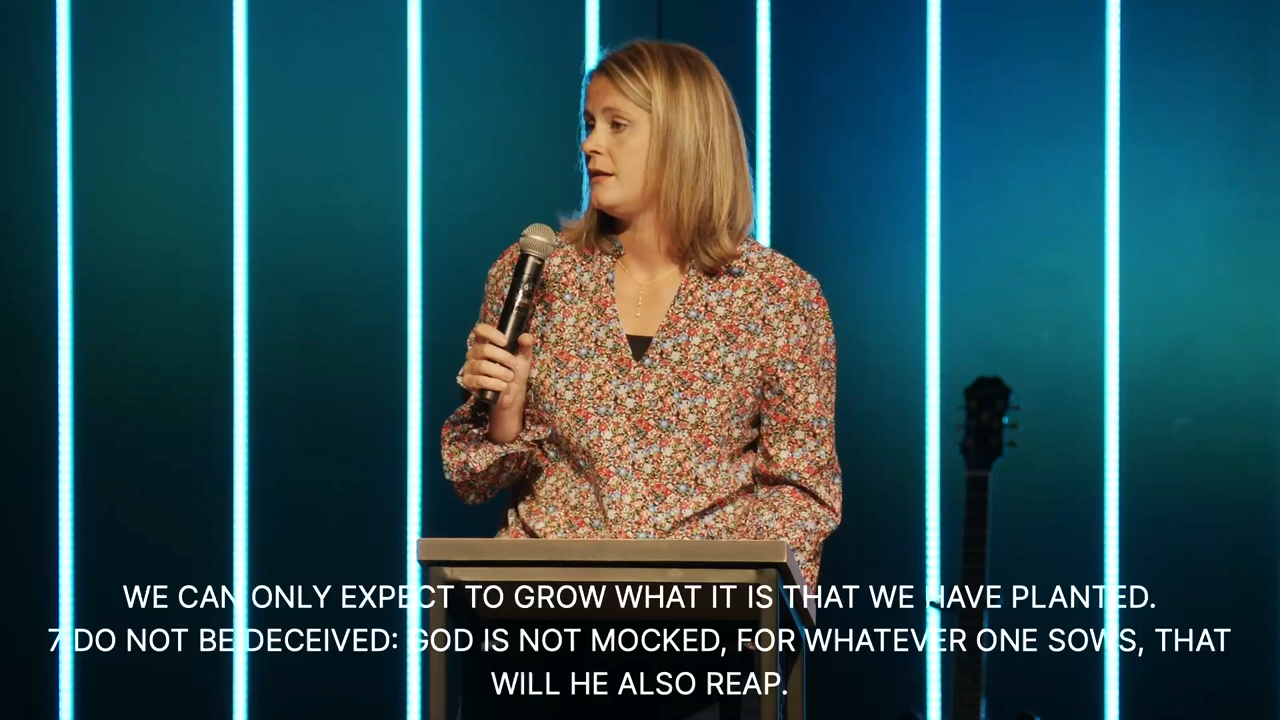 WE CAN ONLY EXPECT TO GROW WHAT IT IS THAT WE HAVE PLANTED.
7 DO NOT BE DECEIVED: GOD IS NOT MOCKED, FOR WHATEVER ONE SOWS, THAT
WILL HE ALSO REAP.